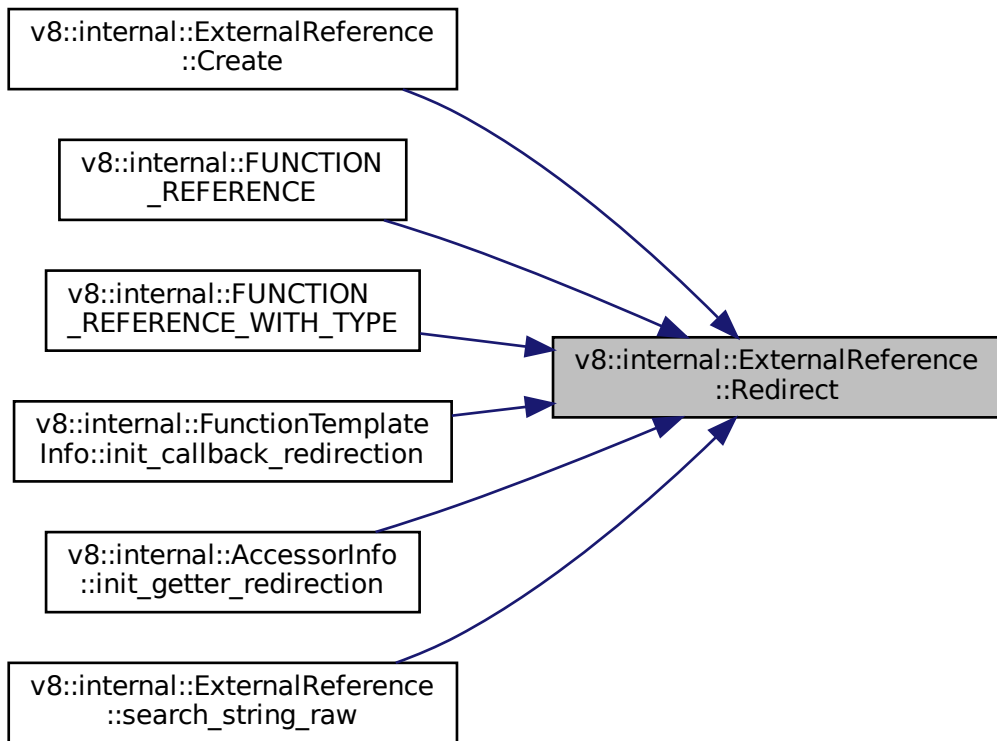 v8::internal::ExternalReference
::Create
v8::internal::FUNCTION
_REFERENCE
v8::internal::FUNCTION
_REFERENCE_WITH_TYPE
v8::internal::ExternalReference
::Redirect
v8::internal::FunctionTemplate
Info::init_callback_redirection
v8::internal::AccessorInfo
::init_getter_redirection
v8::internal::ExternalReference
::search_string_raw